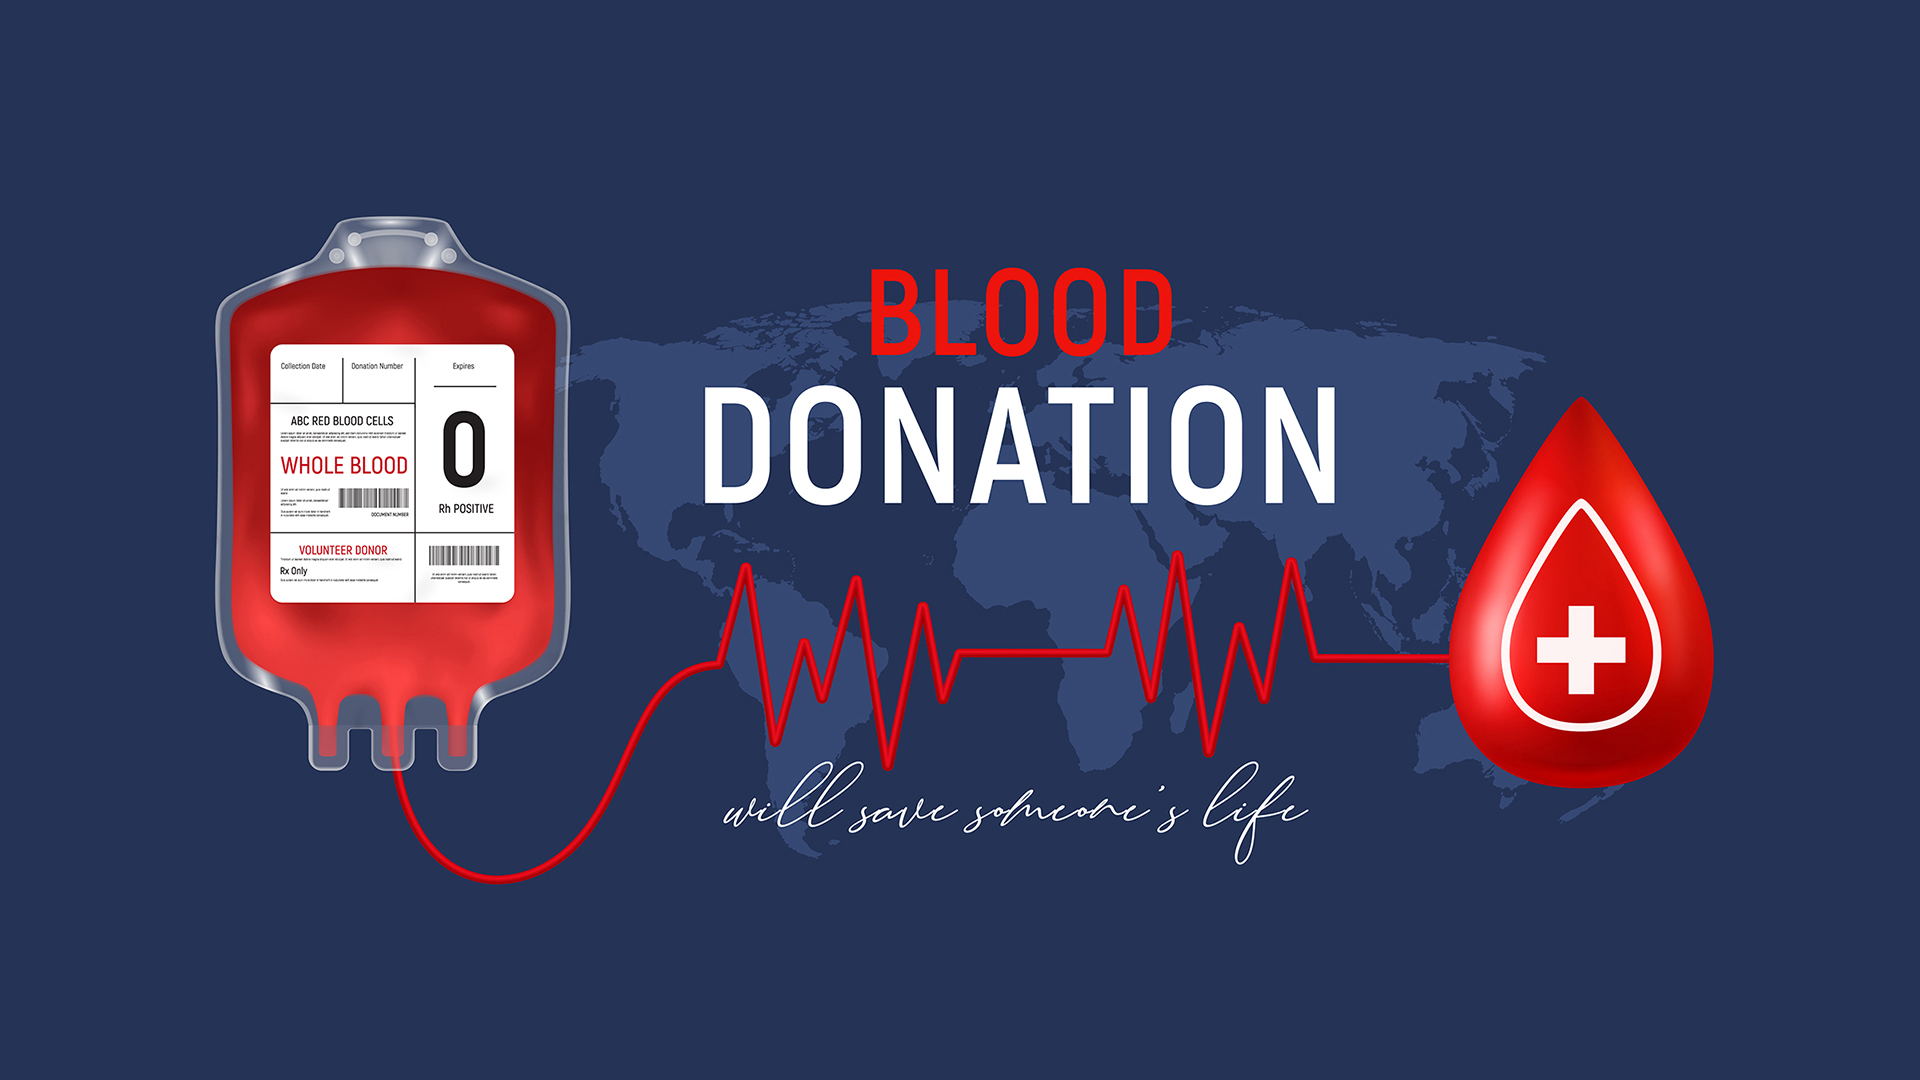 BLOOD
DONATION
will save someone's life
Collection Date
Donation Number
Expires
ABC RED BLOOD CELLS
WHOLE BLOOD
DOCUMENT NUMBER
O
Rh POSITIVE
VOLUNTEER DONOR
Rx Only